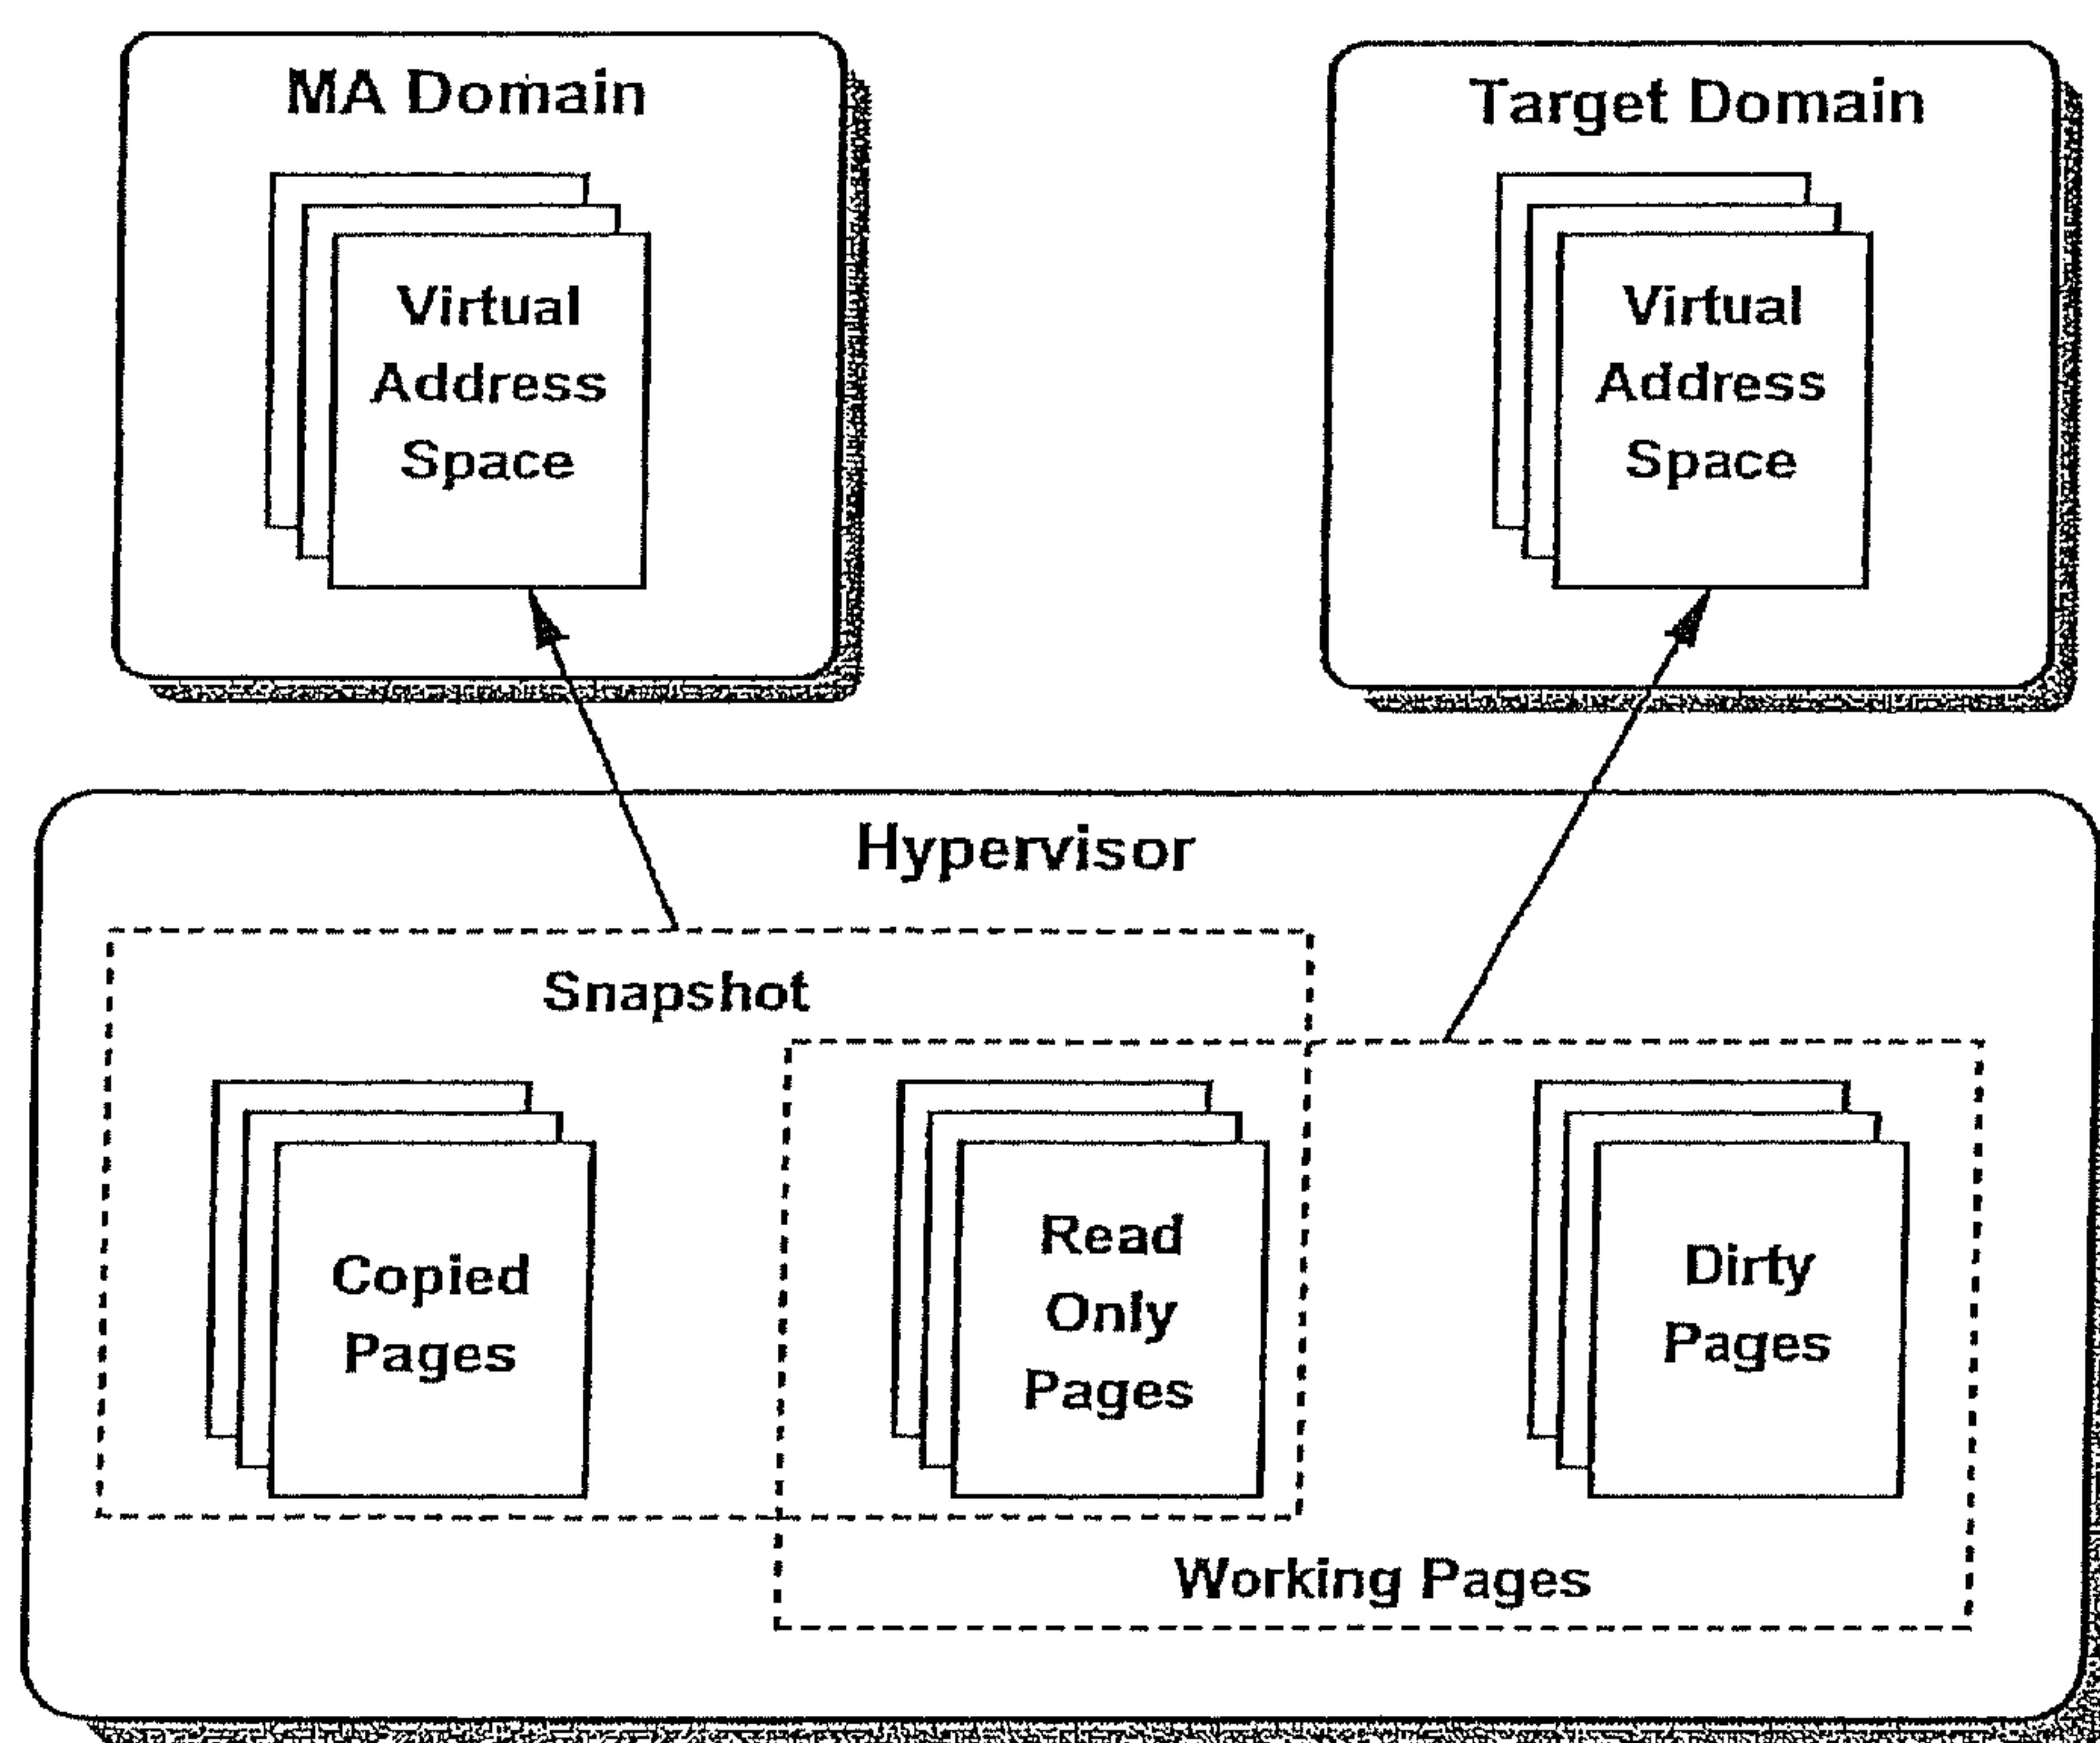 MA Domain
Virtual
Address
Space
Target Domain
Virtual
Address
Space
Hypervisor
Snapshot
Copied
Pages
Read
Only
Pages
Dirty
Pages
Working Pages